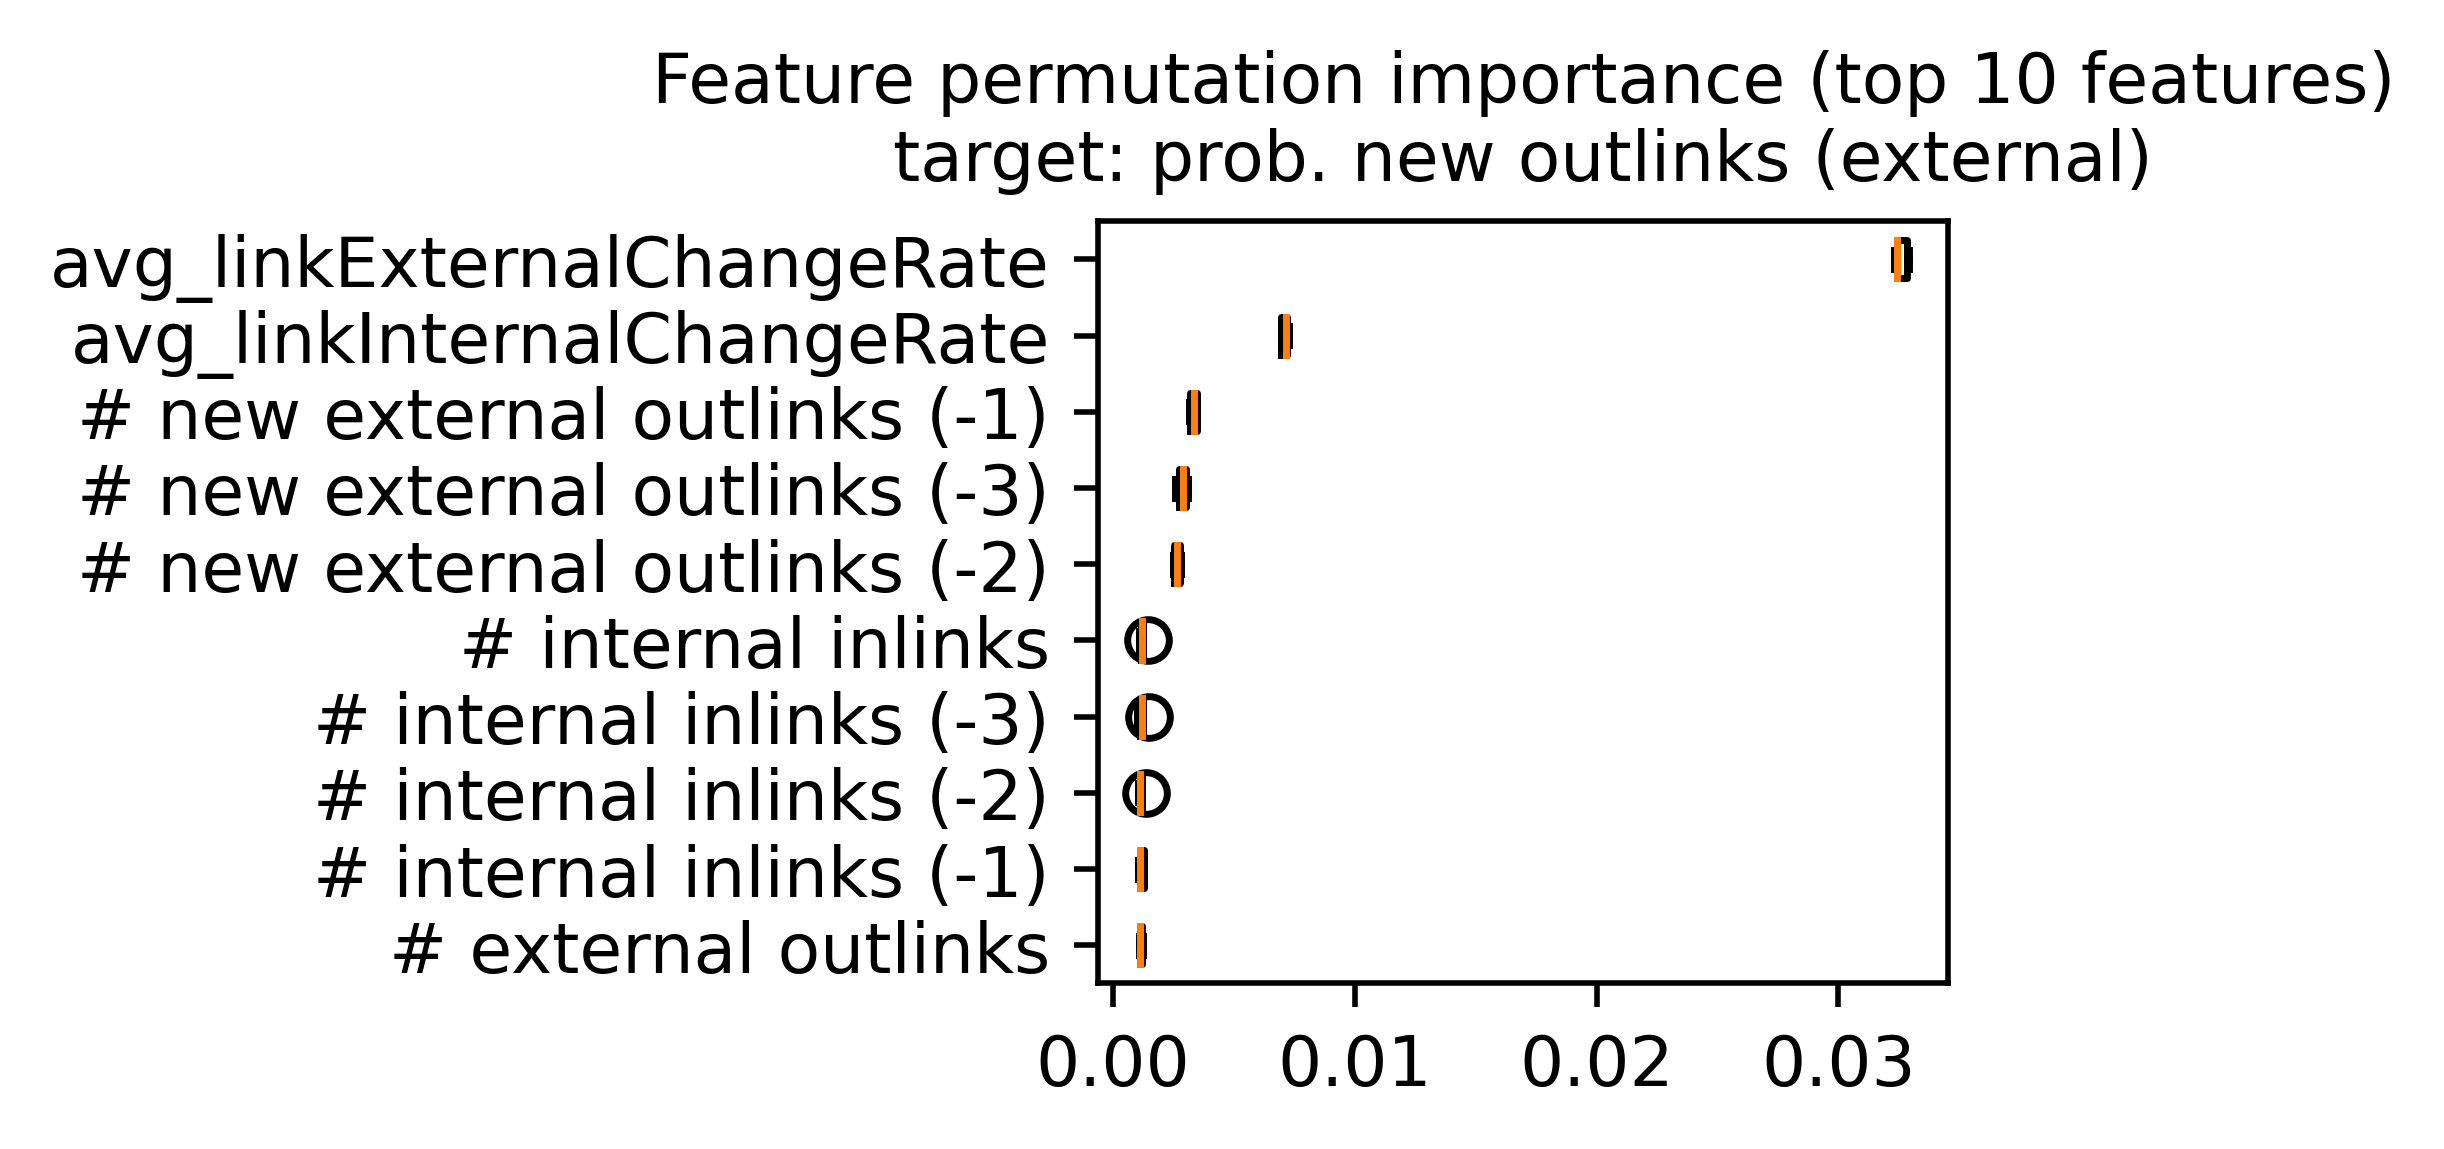 Feature permutation importance (top 10 features)
target: prob. new outlinks (external)
avg_linkExternalChangeRate
avg_linkInternalChangeRate
# new external outlinks (-1)
# new external outlinks (-3)
# new external outlinks (-2)
# internal inlinks
# internal inlinks (-3)
# internal inlinks (-2)
# internal inlinks (-1)
# external outlinks
0.00 0.01 0.02 0.03